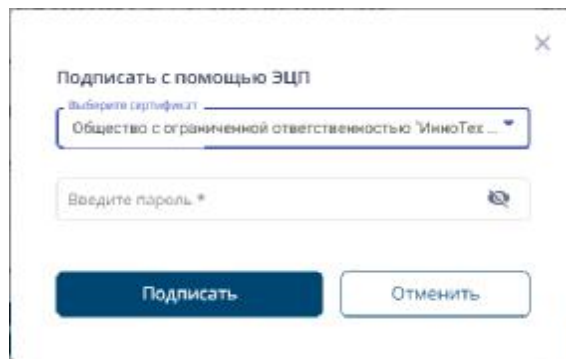 Подписать с помощью ЭЦП
Выберите сертификат
Общество с ограниченной ответственностью "ИнноТех ...
Введите пароль *
Подписать
Отменить